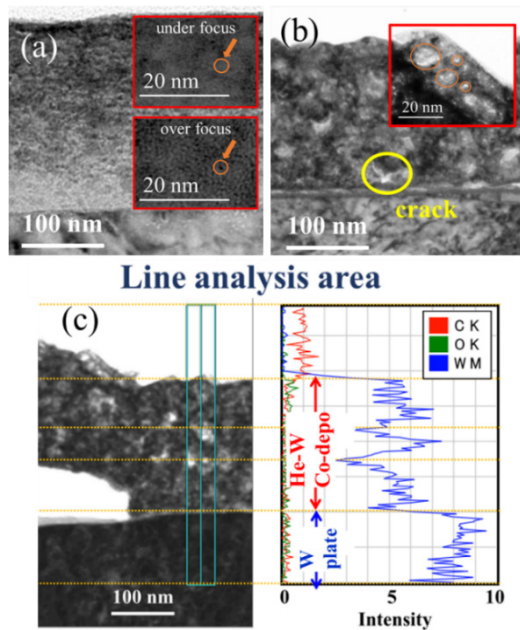 (a)
under focus
20 nm
over focus
20 nm
100 nm
(b)
20 nm
crack
100 nm
Line analysis area
(c)
100 nm
C K
O K
W M
He-W
Co-depo
W
plate
0
5
10
Intensity